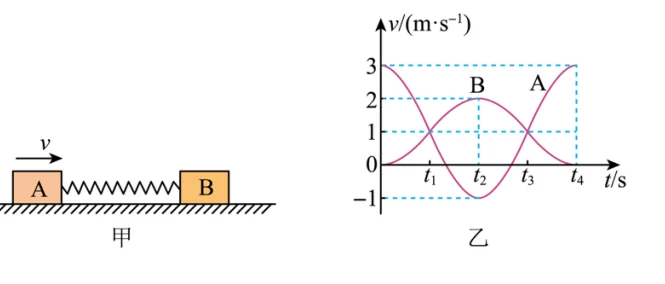 v
A
B
甲
v/(m·s⁻¹)
3
2
1
0
−1
B
A
t₁
t₂
t₃
t₄
t/s
乙